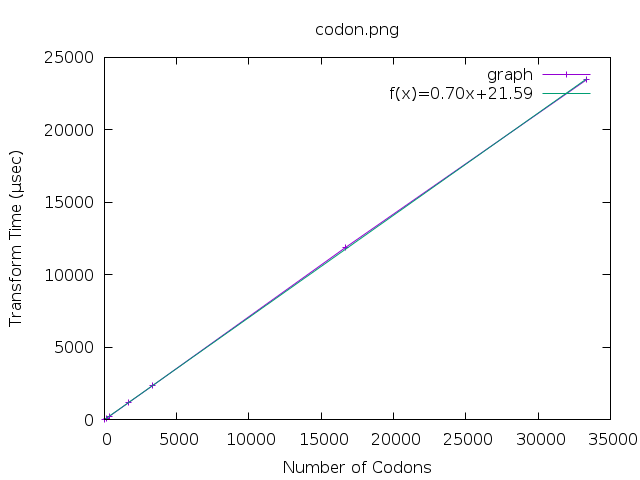 codon.png
graph
f(x)=0.70x+21.59
25000
20000
15000
10000
5000
0
Transform Time (µsec)
0 5000 10000 15000 20000 25000 30000 35000
Number of Codons